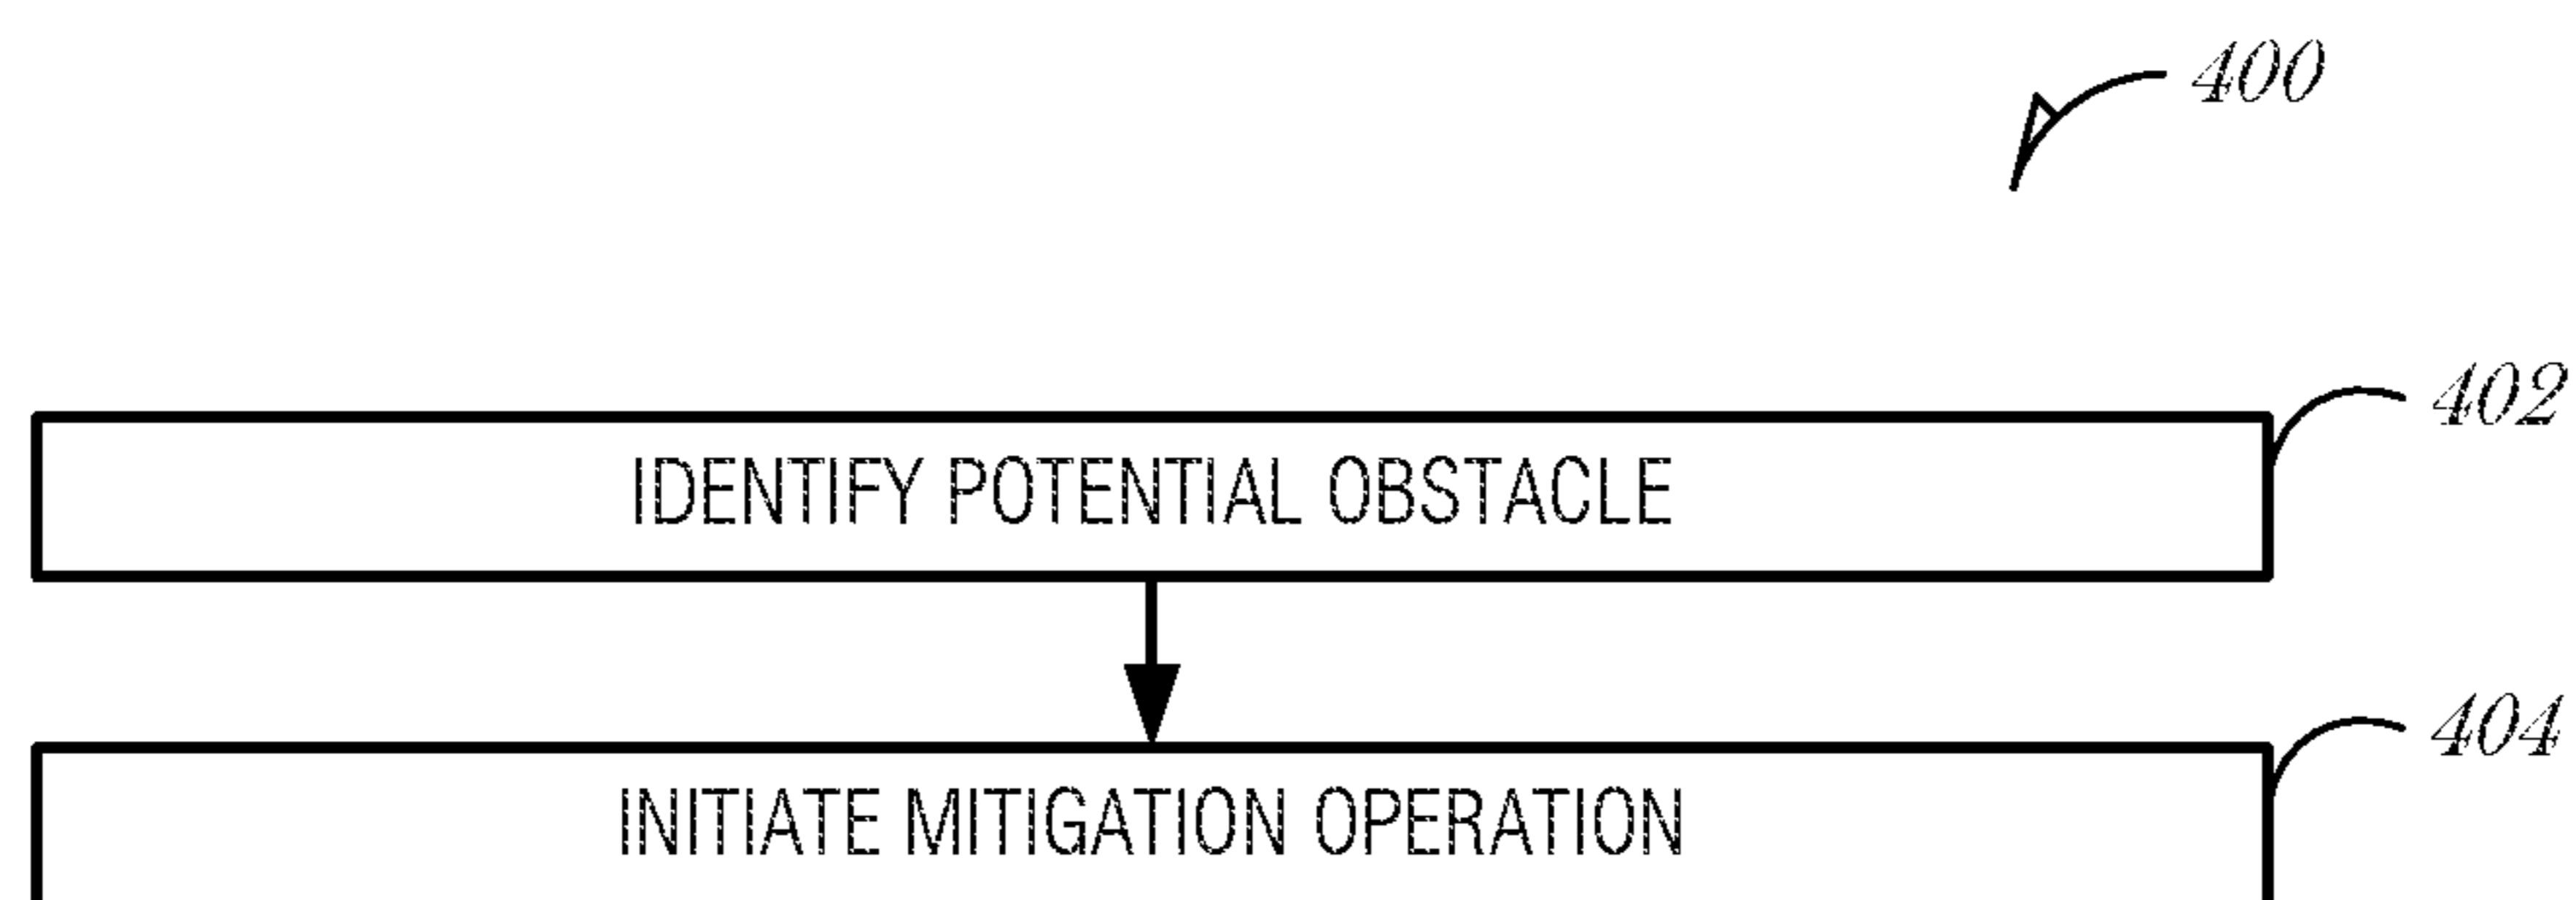 400
402
IDENTIFY POTENTIAL OBSTACLE
404
INITIATE MITIGATION OPERATION